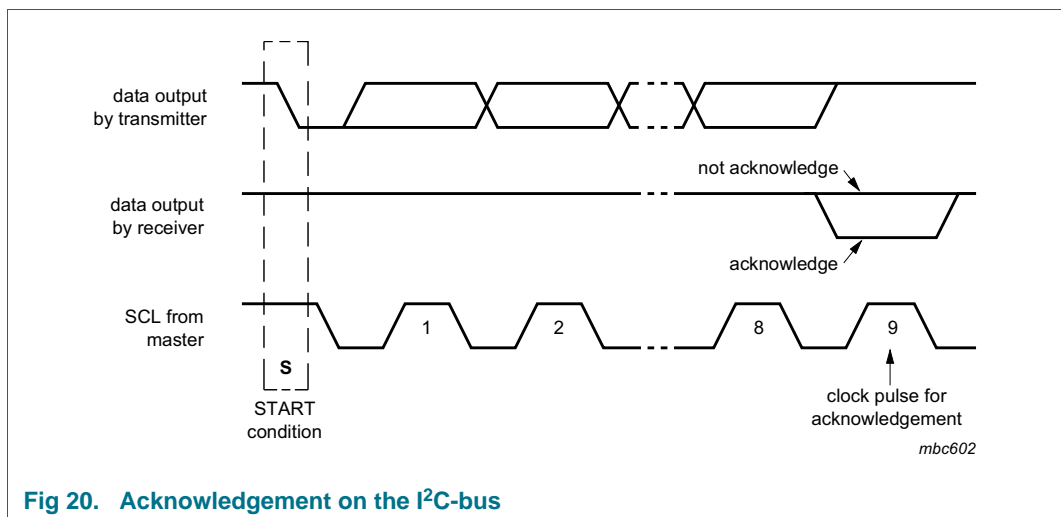 data output
by transmitter
not acknowledge
data output
by receiver
acknowledge
SCL from
master
1
2
8
9
S
START
condition
clock pulse for
acknowledgement
mbc602
Fig 20. Acknowledgement on the I²C-bus